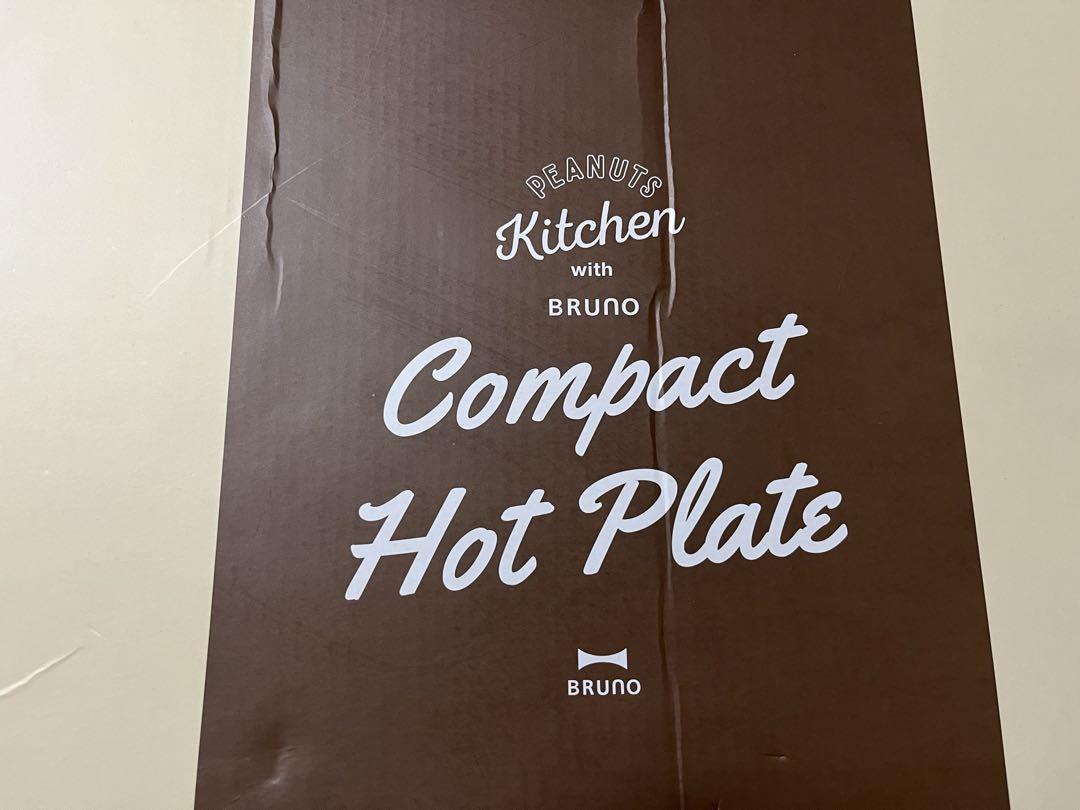 PEANUTS
Kitchen
with
BRUNO
Compact
Hot Plate
BRUNO